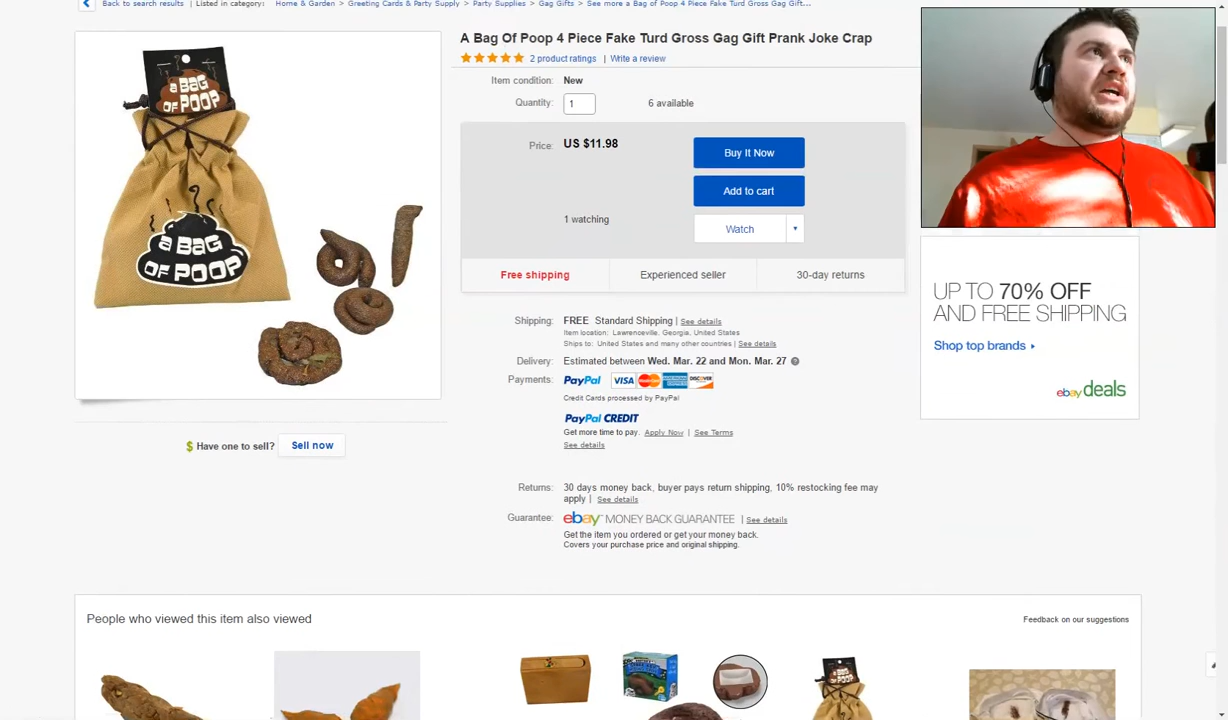 Back to search results | Listed in category: Home & Garden > Greeting Cards & Party Supply > Party Supplies > Gag Gifts > See more a Bag of Poop 4 Piece Fake Turd Gross Gag Gift...
A Bag Of Poop 4 Piece Fake Turd Gross Gag Gift Prank Joke Crap
2 product ratings | Write a review
Item condition: New
Quantity: 1 6 available
Price: US $11.98
Buy It Now
Add to cart
1 watching
Watch
Free shipping Experienced seller 30-day returns
a BaG
OF POOP
a BaG
OF POOP
Shipping: FREE Standard Shipping | See details
Item location: Lawrenceville, Georgia, United States
Ships to: United States and many other countries | See details
Delivery: Estimated between Wed. Mar. 22 and Mon. Mar. 27 ?
Payments: PayPal VISA MasterCard AMERICAN EXPRESS DISCOVER
Credit Cards processed by PayPal
PayPal CREDIT
Get more time to pay. Apply Now | See Terms
See details
$ Have one to sell? Sell now
Returns: 30 days money back, buyer pays return shipping, 10% restocking fee may
apply | See details
Guarantee: ebay MONEY BACK GUARANTEE | See details
Get the item you ordered or get your money back.
Covers your purchase price and original shipping.
UP TO 70% OFF
AND FREE SHIPPING
Shop top brands
ebay deals
People who viewed this item also viewed
Feedback on our suggestions